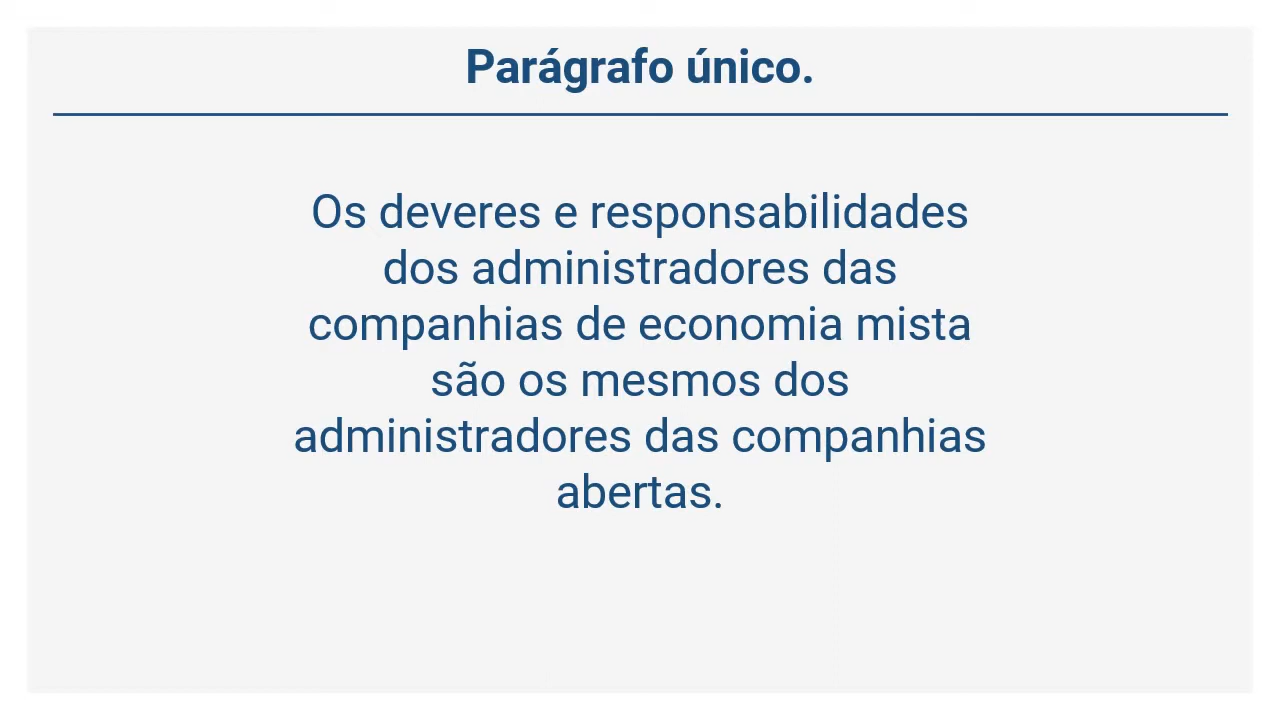 Parágrafo único.
Os deveres e responsabilidades
dos administradores das
companhias de economia mista
são os mesmos dos
administradores das companhias
abertas.